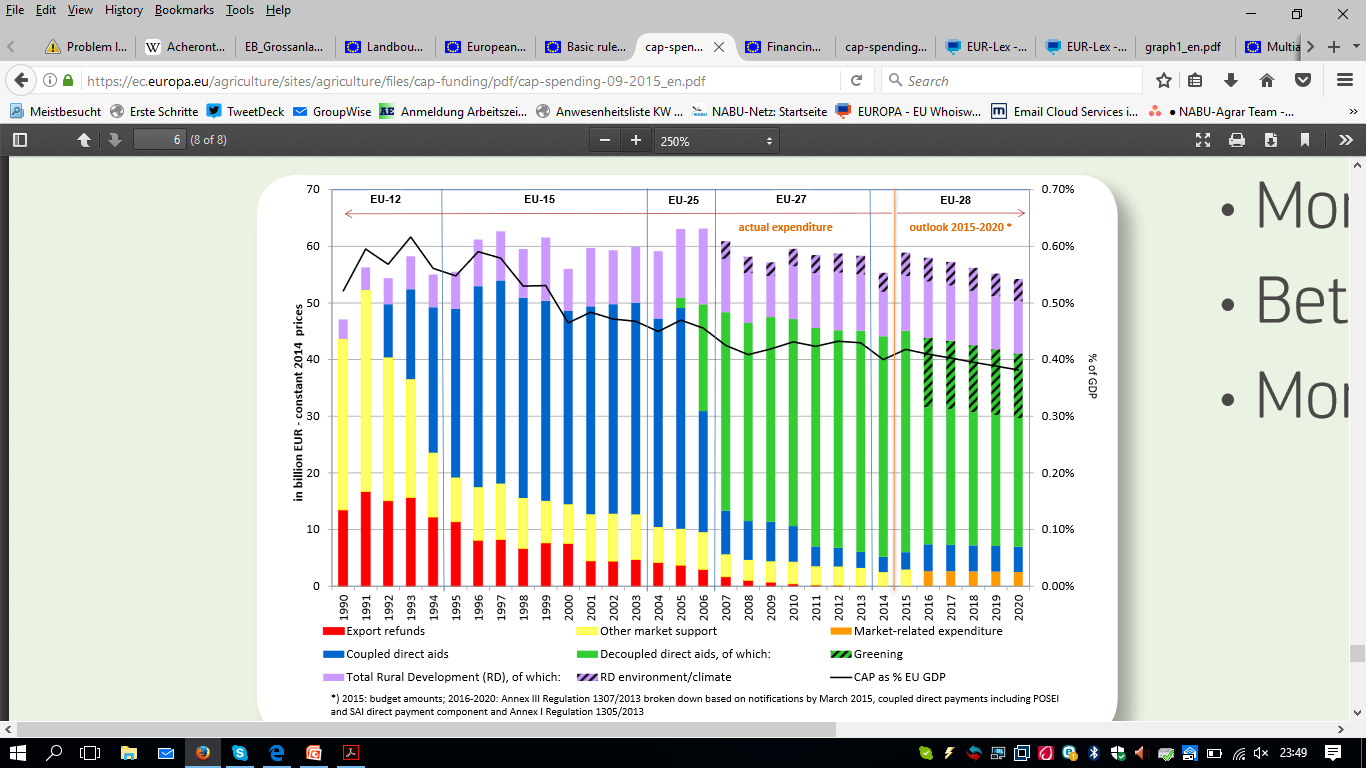 File Edit View History Bookmarks Tools Help
Problem l... Acheront... EB_Grossanla... Landbou... European... Basic rule... cap-spen... Financin... cap-spending... EUR-Lex -... EUR-Lex -... graph1_en.pdf Multia
https://ec.europa.eu/agriculture/sites/agriculture/files/cap-funding/pdf/cap-spending-09-2015_en.pdf Search
Meistbesucht Erste Schritte TweetDeck GroupWise Anmeldung Arbeitszei... Anwesenheitsliste KW ... NABU-Netz: Startseite EUROPA - EU Whoisw... Email Cloud Services i... ● NABU-Agrar Team -...
6 (8 of 8) 250%
70 EU-12 EU-15 EU-25 EU-27 EU-28 0.70%
actual expenditure outlook 2015-2020 *
60 0.60%
50 0.50%
40 0.40%
30 0.30%
20 0.20%
10 0.10%
0 0.00%
in billion EUR - constant 2014 prices
% of GDP
1990 1991 1992 1993 1994 1995 1996 1997 1998 1999 2000 2001 2002 2003 2004 2005 2006 2007 2008 2009 2010 2011 2012 2013 2014 2015 2016 2017 2018 2019 2020
Export refunds Other market support Market-related expenditure
Coupled direct aids Decoupled direct aids, of which: Greening
Total Rural Development (RD), of which: RD environment/climate CAP as % EU GDP
*) 2015: budget amounts; 2016-2020: Annex III Regulation 1307/2013 broken down based on notifications by March 2015, coupled direct payments including POSEI
and SAI direct payment component and Annex I Regulation 1305/2013
• Mor
• Bet
• Mor
23:49